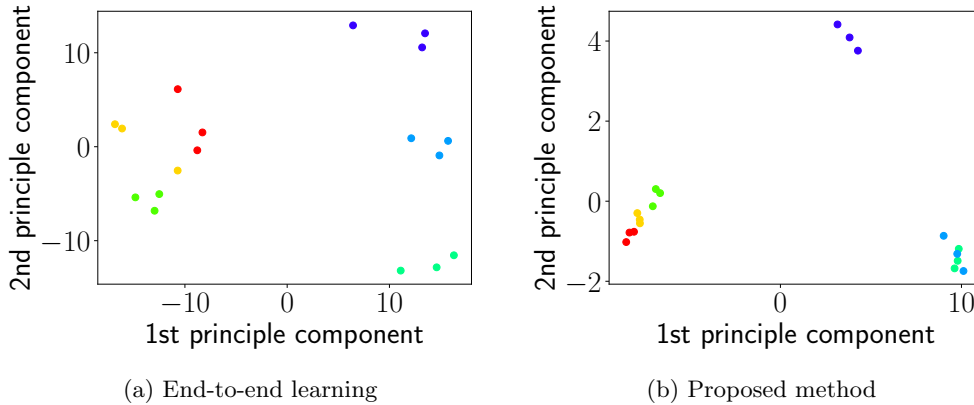 2nd principle component
10
0
−10
−10
0
10
1st principle component
(a) End-to-end learning
2nd principle component
4
2
0
−2
0
10
1st principle component
(b) Proposed method